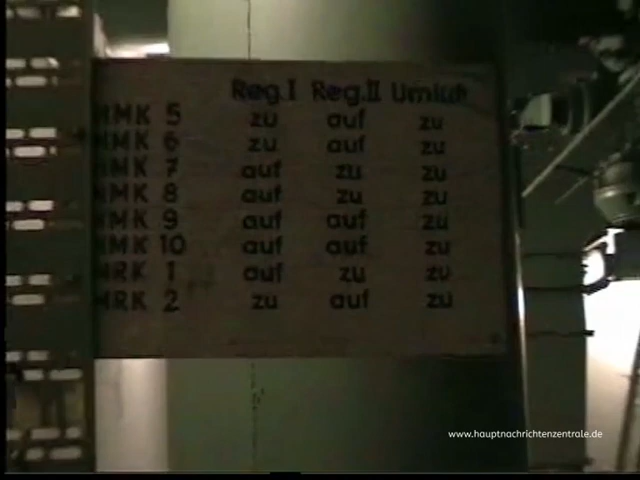 Reg.I Reg.II Umluft
MMK 5 zu auf zu
MMK 6 zu auf zu
MMK 7 auf zu zu
MMK 8 auf zu zu
MMK 9 auf auf zu
MMK 10 auf auf zu
MRK 1 auf zu zu
MRK 2 zu auf zu
www.hauptnachrichtenzentrale.de